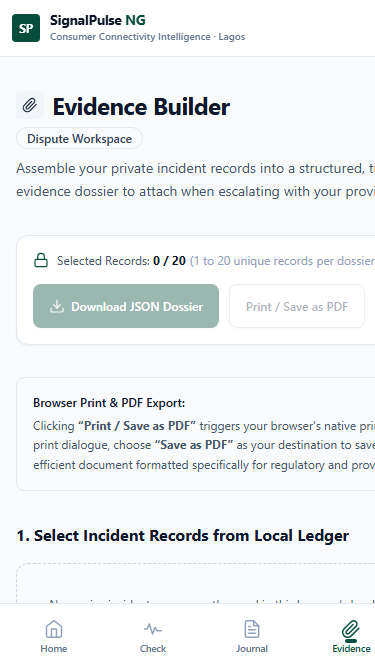 SP
SignalPulse NG
Consumer Connectivity Intelligence · Lagos
Evidence Builder
Dispute Workspace
Assemble your private incident records into a structured,
evidence dossier to attach when escalating with your
Selected Records: 0 / 20 (1 to 20 unique records per dossier
Download JSON Dossier
Print / Save as PDF
Browser Print & PDF Export:
Clicking “Print / Save as PDF” triggers your browser's native
print dialogue, choose “Save as PDF” as your destination to save
efficient document formatted specifically for regulatory and
1. Select Incident Records from Local Ledger
Home
Check
Journal
Evidence